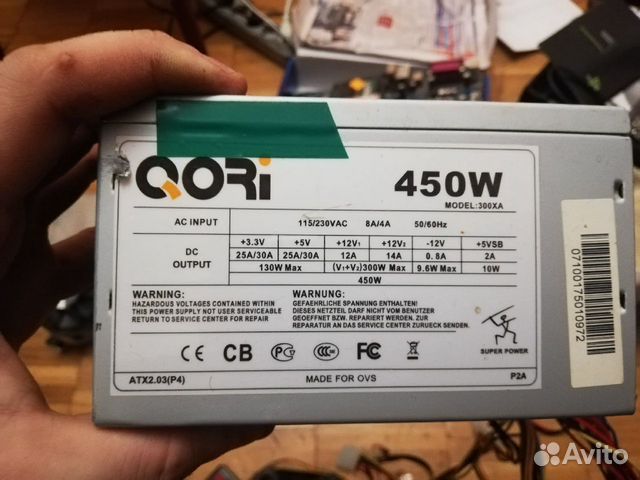 QORi
450W
MODEL:300XA
AC INPUT 115/230VAC 8A/4A 50/60Hz
DC OUTPUT +3.3V +5V +12V1 +12V2 -12V +5VSB
25A/30A 25A/30A 12A 14A 0.8A 2A
130W Max (V1+V2)300W Max 9.6W Max 10W
450W
WARNING:
HAZARDOUS VOLTAGES CONTAINED WITHIN
THIS POWER SUPPLY NOT USER SERVICEABLE
RETURN TO SERVICE CENTER FOR REPAIR
WARNUNG:
GEFAEHRLICHE SPANNUNG ENTHALTEN!
DIESES NETZTEIL DARF NICHT VOM BENUTZER
GEOEFFNET BZW. REPARIERT WERDEN. ZUR
REPARATUR AN DAS SERVICE CENTER ZURUECK SENDEN.
CE CB PG CCC FC
SUPER POWER
ATX2.03(P4) MADE FOR OVS P2A
07100175010972
Avito